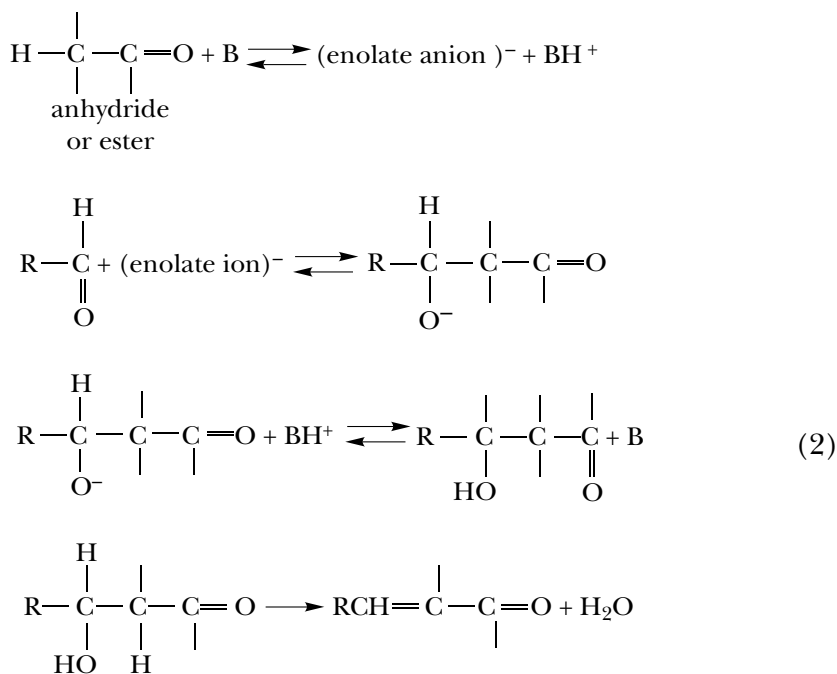 H—C—C=O + B ⇌ (enolate anion )⁻ + BH⁺
anhydride
or ester
H
R—C + (enolate ion)⁻ ⇌ R—C—C—C=O
O
H
O⁻
H
R—C—C—C=O + BH⁺ ⇌ R—C—C—C + B (2)
O⁻
HO O
H
R—C—C—C=O → RCH=C—C=O + H₂O
HO H